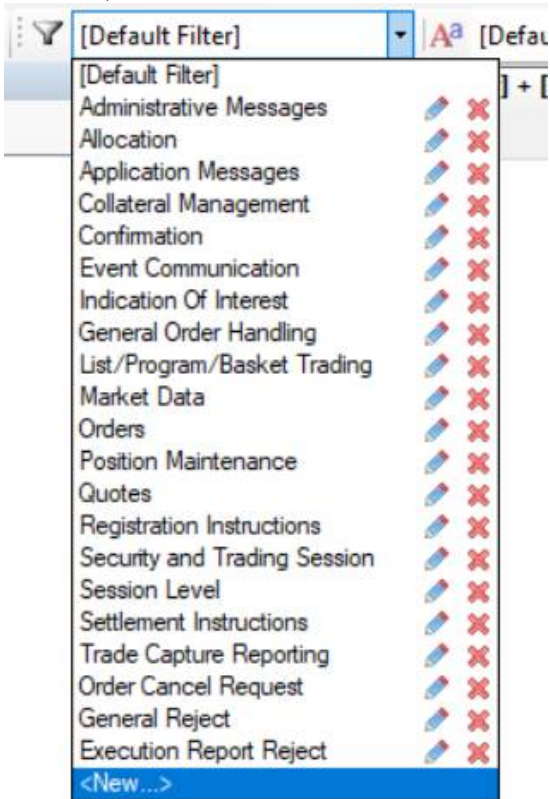 [Default Filter] Aa [Defau
[Default Filter] ] + [
Administrative Messages
Allocation
Application Messages
Collateral Management
Confirmation
Event Communication
Indication Of Interest
General Order Handling
List/Program/Basket Trading
Market Data
Orders
Position Maintenance
Quotes
Registration Instructions
Security and Trading Session
Session Level
Settlement Instructions
Trade Capture Reporting
Order Cancel Request
General Reject
Execution Report Reject
<New...>